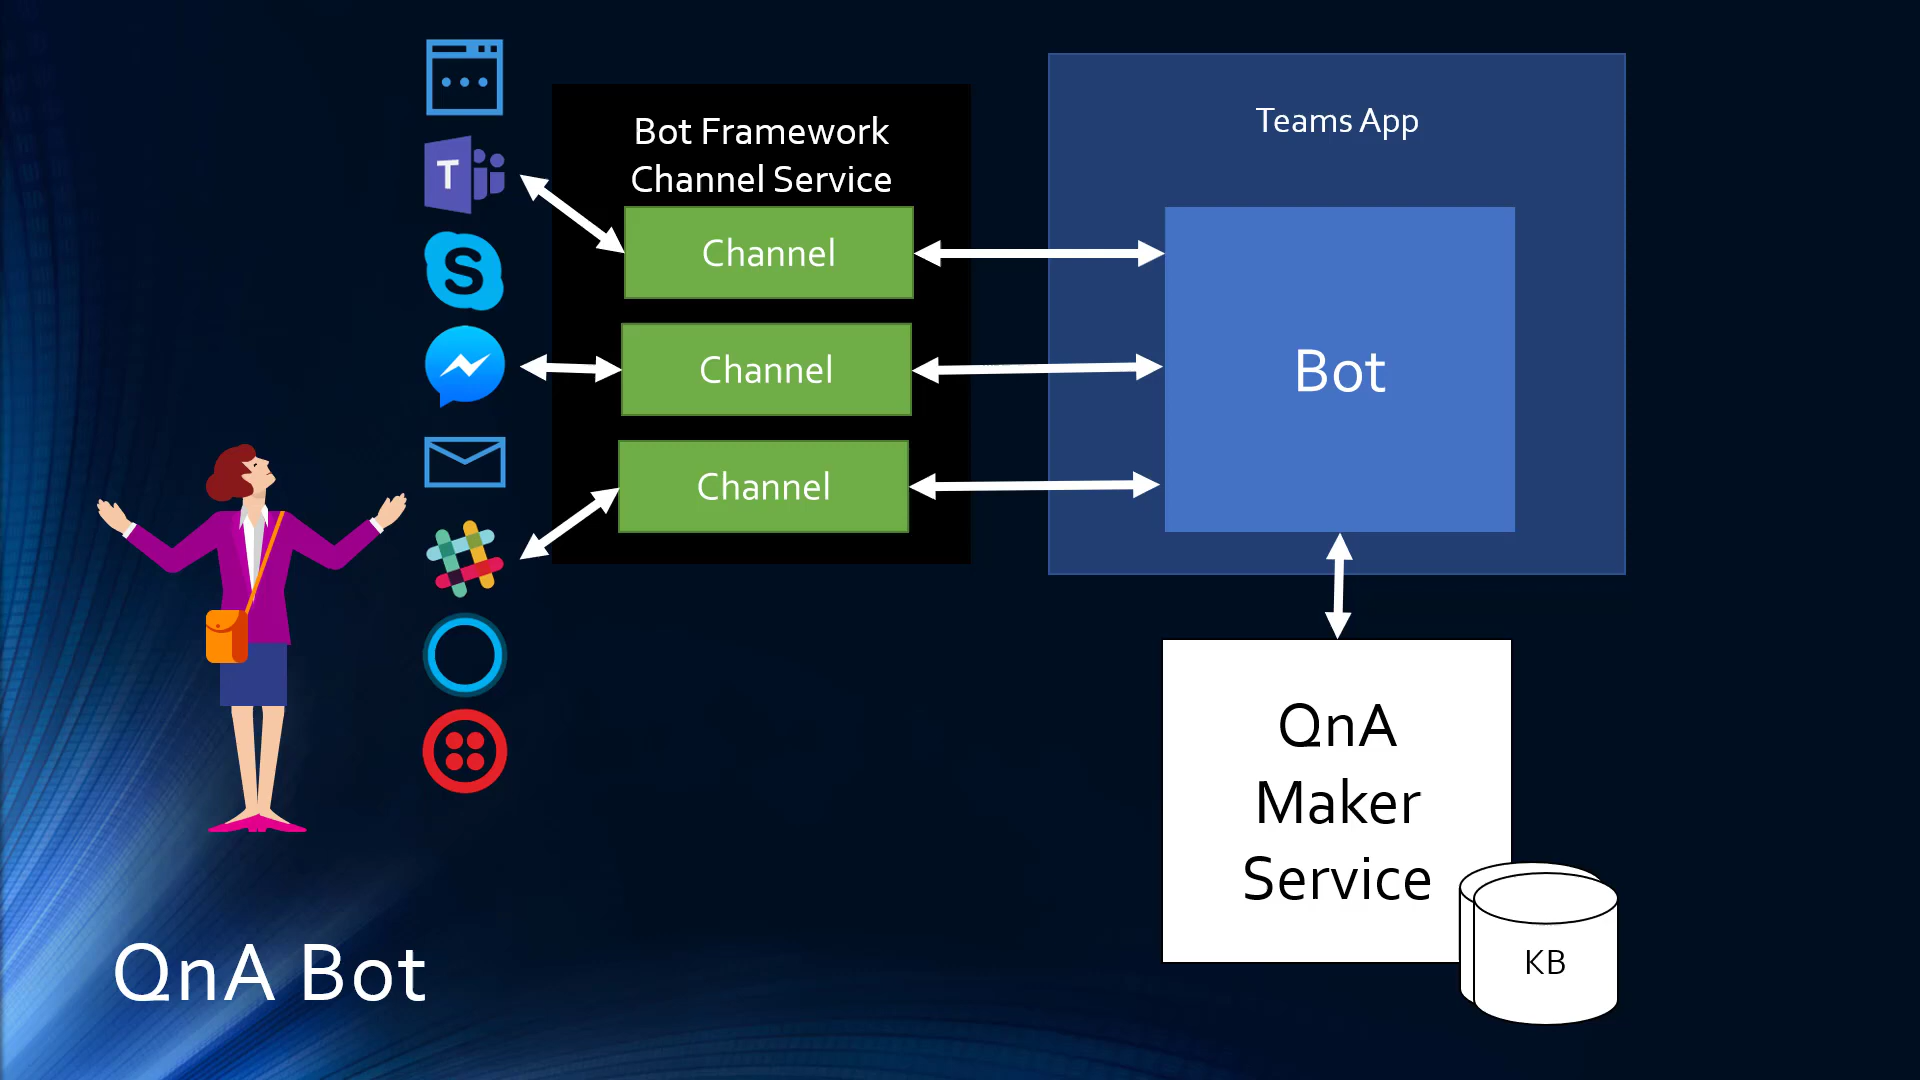 Bot Framework
Channel Service
Channel
Channel
Channel
Teams App
Bot
QnA
Maker
Service
KB
QnA Bot
T
S